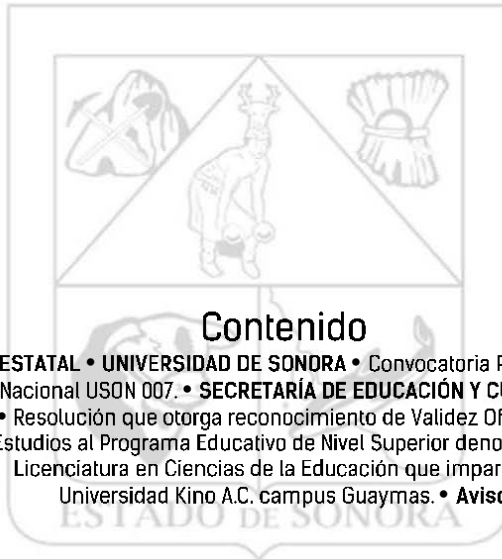 Contenido
ESTATAL • UNIVERSIDAD DE SONORA • Convocatoria
Nacional USON 007. • SECRETARÍA DE EDUCACIÓN Y
• Resolución que otorga reconocimiento de Validez
Estudios al Programa Educativo de Nivel Superior
Licenciatura en Ciencias de la Educación que
Universidad Kino A.C. campus Guaymas. •
ESTADO DE SONORA